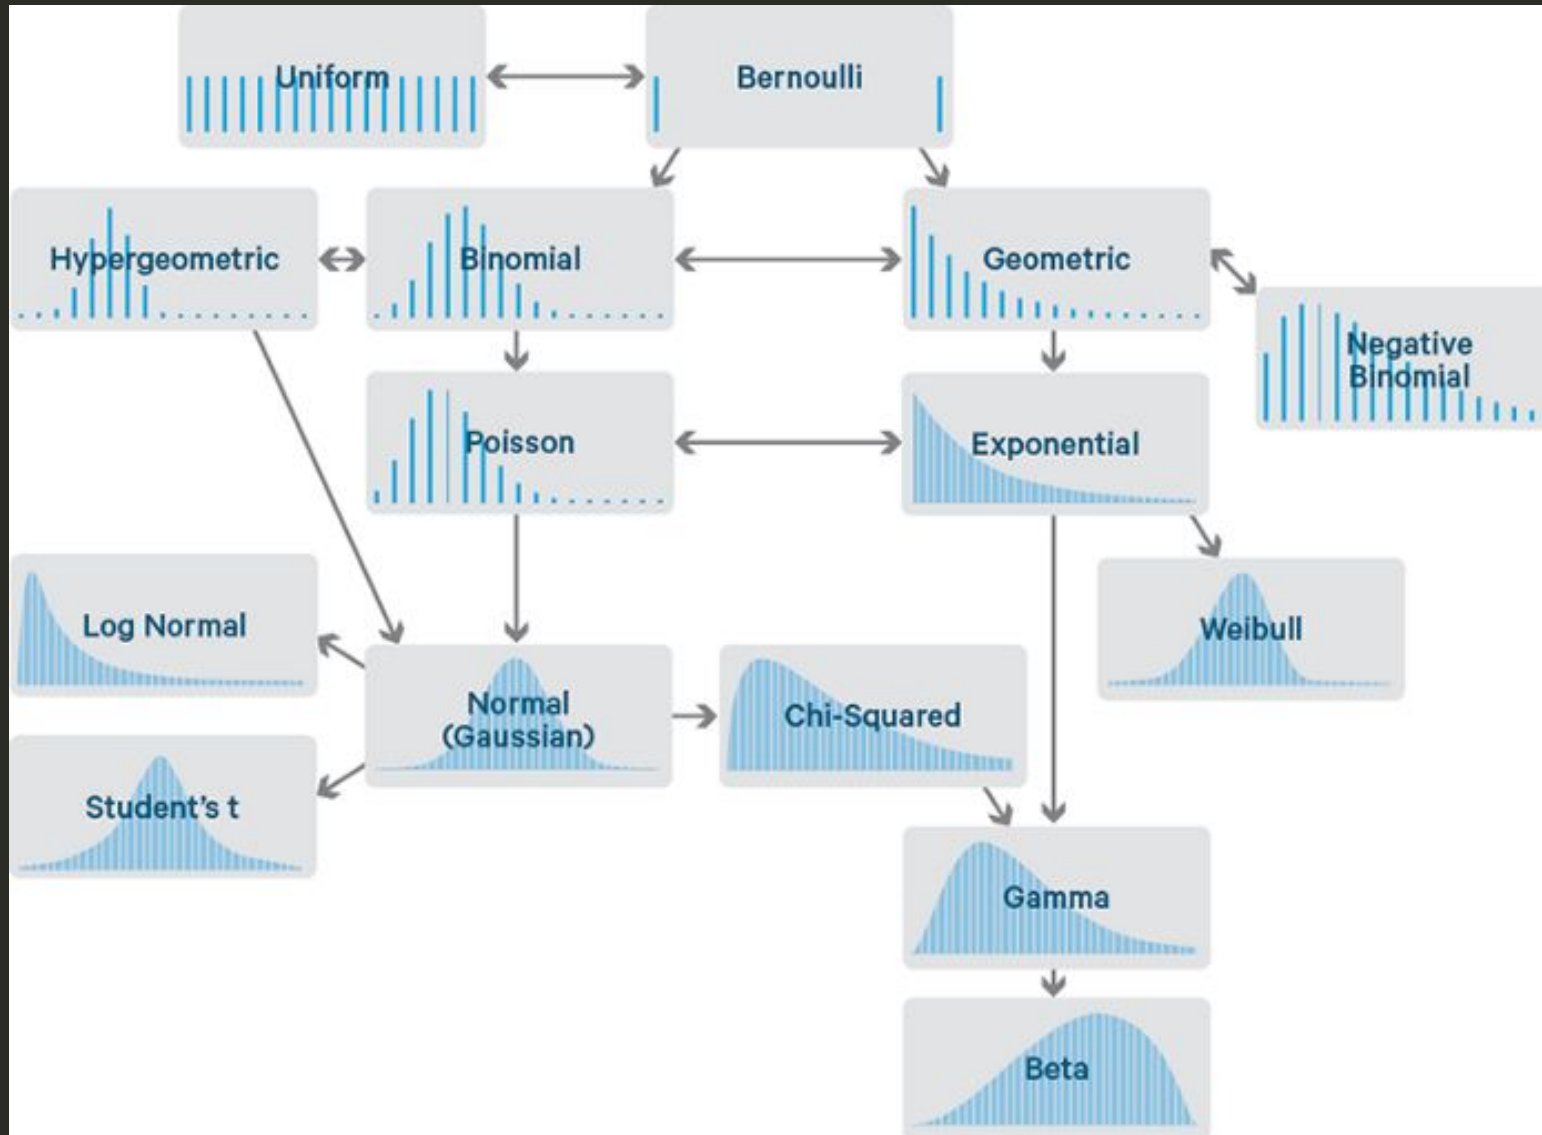 Uniform
Bernoulli
Hypergeometric
Binomial
Geometric
Negative
Binomial
Poisson
Exponential
Log Normal
Normal
(Gaussian)
Chi-Squared
Weibull
Student's t
Gamma
Beta